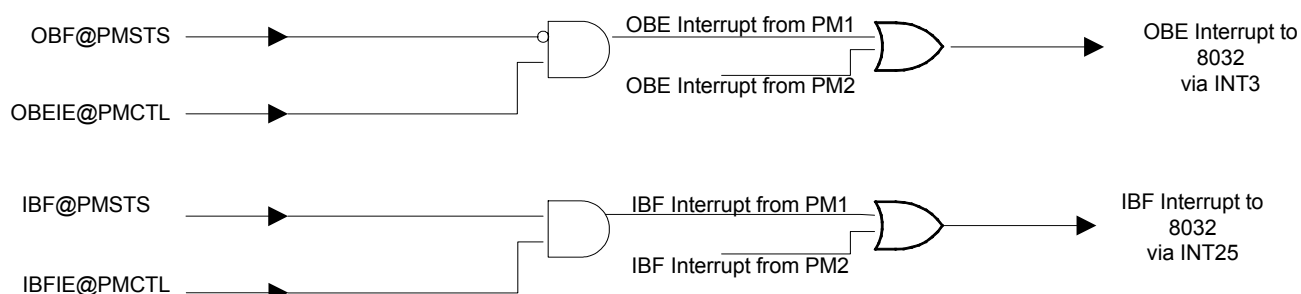 OBF@PMSTS
OBEIE@PMCTL
OBE Interrupt from PM1
OBE Interrupt from PM2
OBE Interrupt to
8032
via INT3
IBF@PMSTS
IBFIE@PMCTL
IBF Interrupt from PM1
IBF Interrupt from PM2
IBF Interrupt to
8032
via INT25